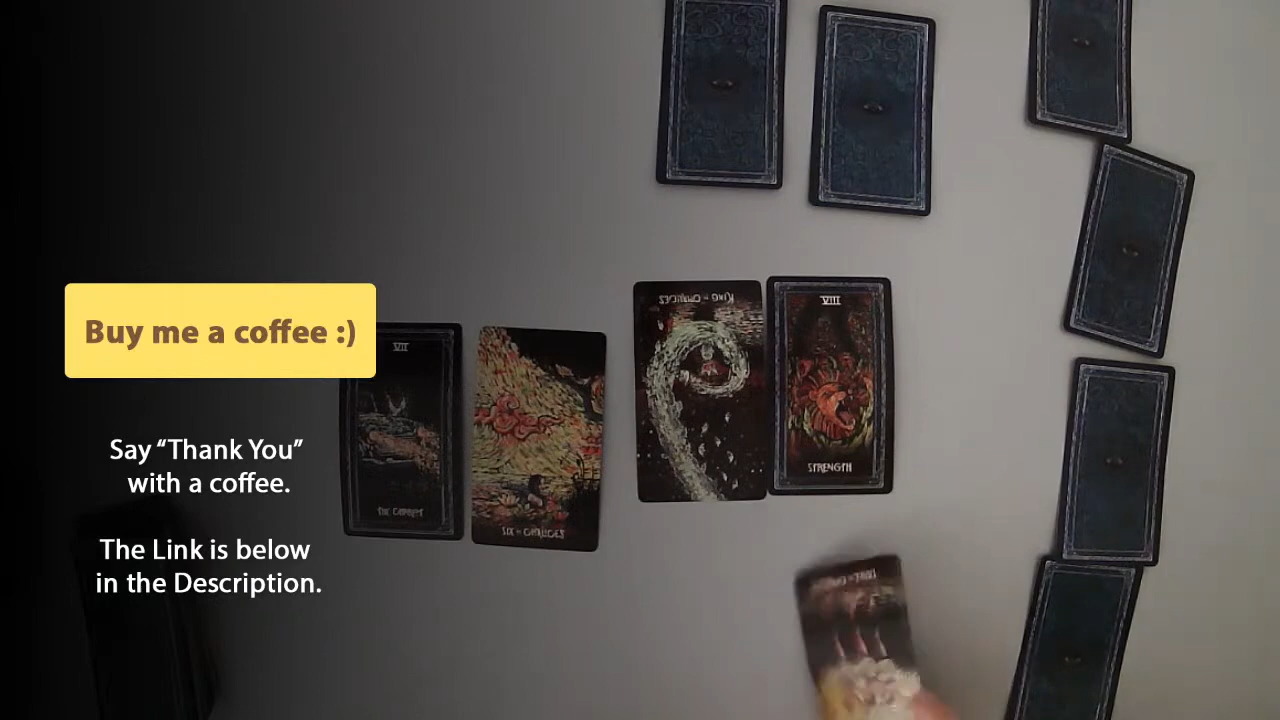 Buy me a coffee :)
Say “Thank You”
with a coffee.
The Link is below
in the Description.
VII
THE CHARIOT
SIX OF CHALICES
KING OF CHALICES
VIII
STRENGTH